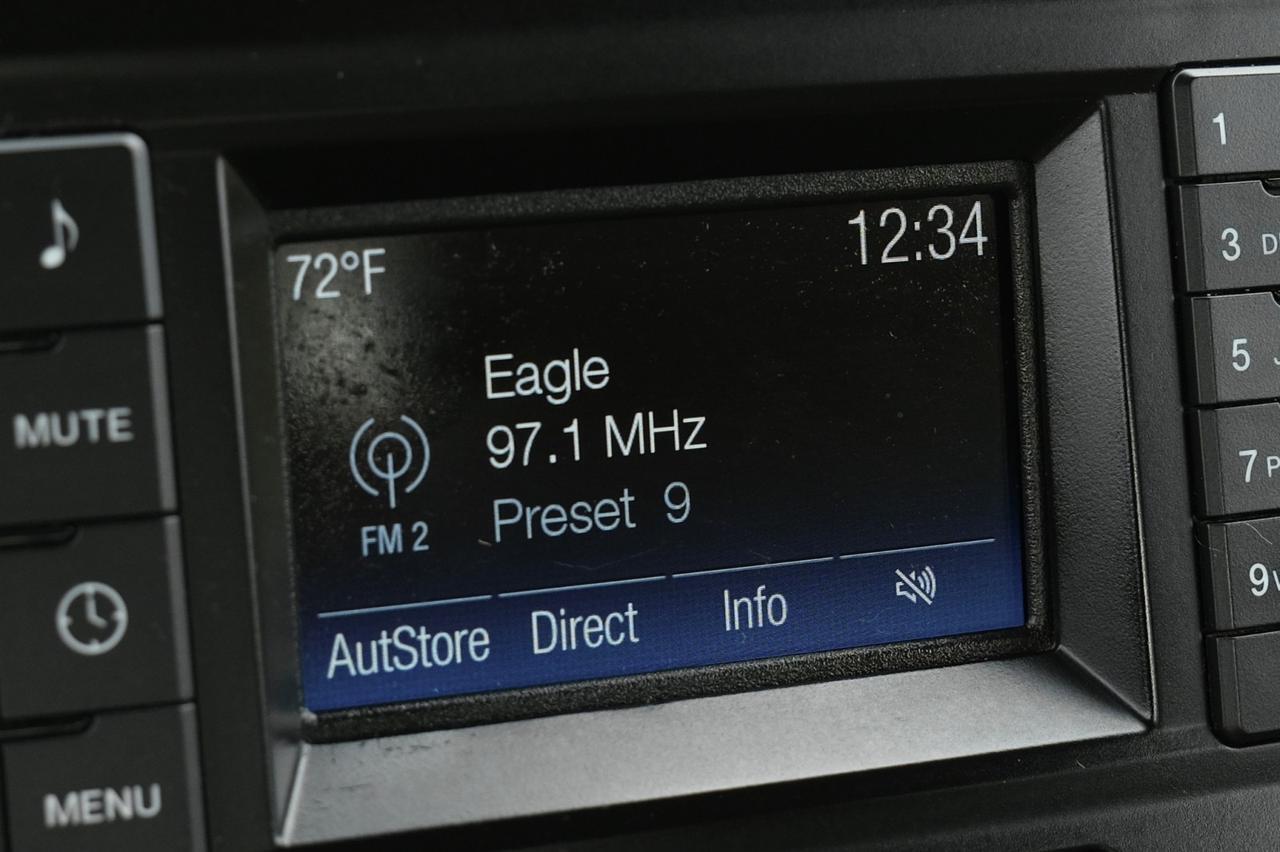 72°F
12:34
Eagle
97.1 MHz
Preset 9
FM 2
AutStore
Direct
Info
MUTE
MENU
1
3
5
7
9